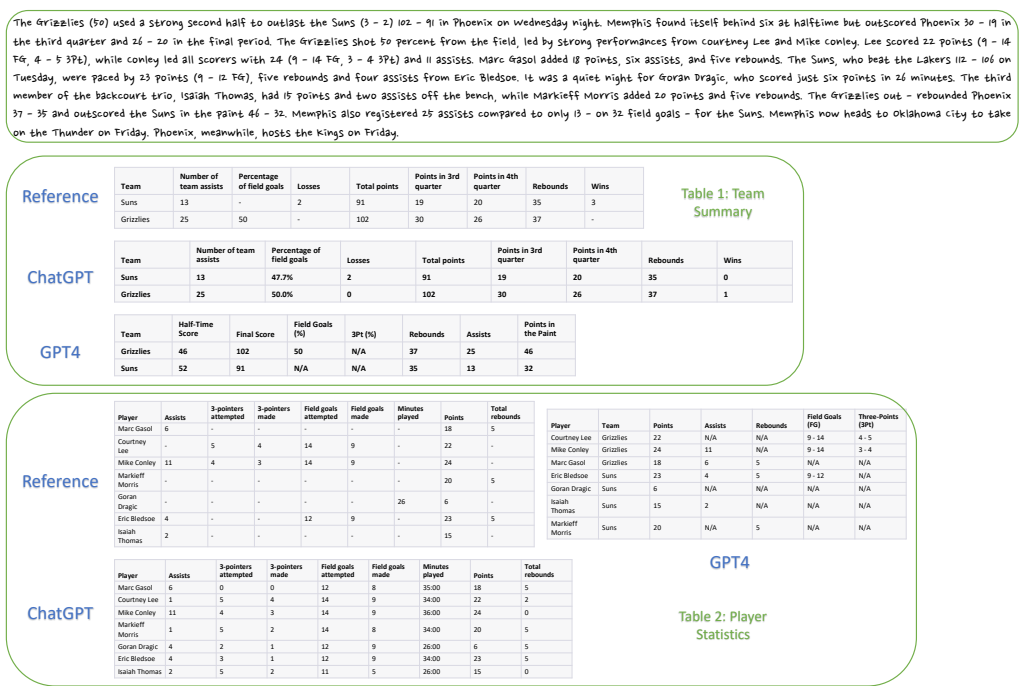 The Grizzlies (50) used a strong second half to outlast the Suns (3 - 2) 102 - 91 in Phoenix on Wednesday night. Memphis found itself behind six at halftime but outscored Phoenix 30 - 19 in
the third quarter and 26 - 20 in the final period. The Grizzlies shot 50 percent from the field, led by strong performances from Courtney Lee and Mike Conley. Lee scored 22 points (9 - 14
FG, 4 - 5 3Pt), while Conley led all scorers with 24 (9 - 14 FG, 3 - 4 3Pt) and 11 assists. Marc Gasol added 18 points, six assists, and five rebounds. The Suns, who beat the Lakers 112 - 106 on
Tuesday, were paced by 23 points (9 - 12 FG), five rebounds and four assists from Eric Bledsoe. It was a quiet night for Goran Dragic, who scored just six points in 26 minutes. The third
member of the backcourt trio, Isaiah Thomas, had 15 points and two assists off the bench, while Markieff Morris added 20 points and five rebounds. The Grizzlies out - rebounded Phoenix
37 - 35 and outscored the Suns in the paint 46 - 32. Memphis also registered 25 assists compared to only 13 - on 32 field goals - for the Suns. Memphis now heads to Oklahoma City to take
on the Thunder on Friday. Phoenix, meanwhile, hosts the Kings on Friday.
Reference
Team Number of team assists Percentage of field goals Losses Total points Points in 3rd quarter Points in 4th quarter Rebounds Wins
Suns 13 - 2 91 19 20 35 3
Grizzlies 25 50 102 30 26 37 -
Table 1: Team
Summary
ChatGPT
Team Number of team assists Percentage of field goals Losses Total points Points in 3rd quarter Points in 4th quarter Rebounds Wins
Suns 13 47.7% 2 91 19 20 35 0
Grizzlies 25 50.0% 0 102 30 26 37 1
GPT4
Team Half-Time Score Final Score Field Goals (%) 3Pt (%) Rebounds Assists Points in the Paint
Grizzlies 46 102 50 N/A 37 25 46
Suns 52 91 N/A N/A 35 13 32
Reference
Player Assists 3-pointers attempted 3-pointers made Field goals attempted Field goals made Minutes played Points Total rebounds
Marc Gasol 6 - - - - - 18 5
Courtney Lee - 5 4 14 9 - 22 -
Mike Conley 11 4 3 14 9 - 24 -
Markieff Morris - - - - - - 20 5
Goran Dragic - - - - - 26 6 -
Eric Bledsoe 4 - - 12 9 - 23 5
Isaiah Thomas 2 - - - - - 15 -
Player Team Points Assists Rebounds Field Goals (FG) Three-Points (3Pt)
Courtney Lee Grizzlies 22 N/A N/A 9 - 14 4 - 5
Mike Conley Grizzlies 24 11 N/A 9 - 14 3 - 4
Marc Gasol Grizzlies 18 6 5 N/A N/A
Eric Bledsoe Suns 23 4 5 9 - 12 N/A
Goran Dragic Suns 6 N/A N/A N/A N/A
Isaiah Thomas Suns 15 2 N/A N/A N/A
Markieff Morris Suns 20 N/A 5 N/A N/A
GPT4
ChatGPT
Player Assists 3-pointers attempted 3-pointers made Field goals attempted Field goals made Minutes played Points Total rebounds
Marc Gasol 6 0 0 12 8 35:00 18 5
Courtney Lee 1 5 4 14 9 34:00 22 2
Mike Conley 11 4 3 14 9 36:00 24 0
Markieff Morris 1 5 2 14 8 34:00 20 5
Goran Dragic 4 2 1 12 9 26:00 6 5
Eric Bledsoe 4 3 1 12 9 34:00 23 5
Isaiah Thomas 2 5 2 11 5 26:00 15 0
Table 2: Player
Statistics